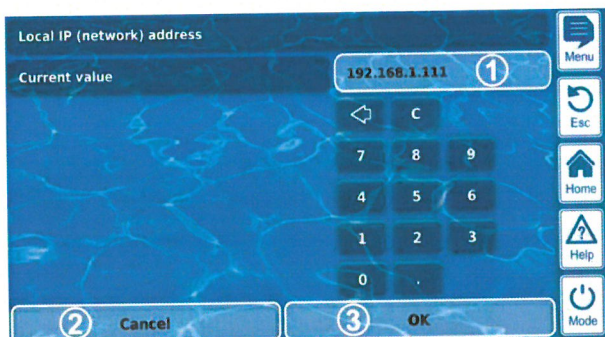 Local IP (network) address
Current value 192.168.1.111 1
C
7 8 9
4 5 6
1 2 3
0 .
2 Cancel 3 OK
Menu
Esc
Home
Help
Mode